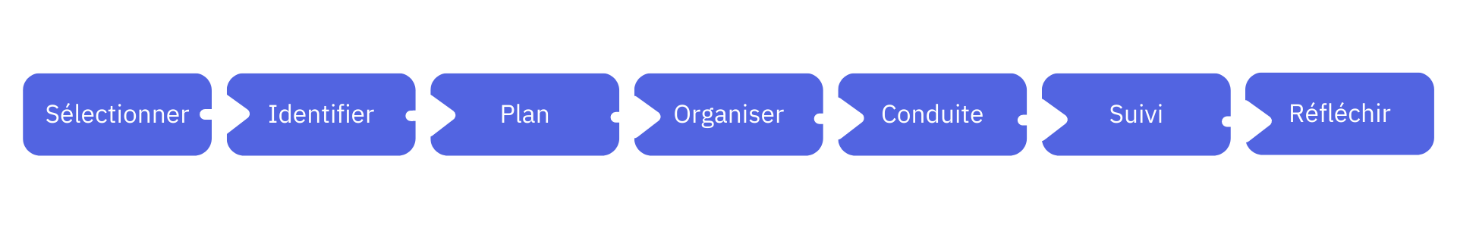 Sélectionner
Identifier
Plan
Organiser
Conduite
Suivi
Réfléchir